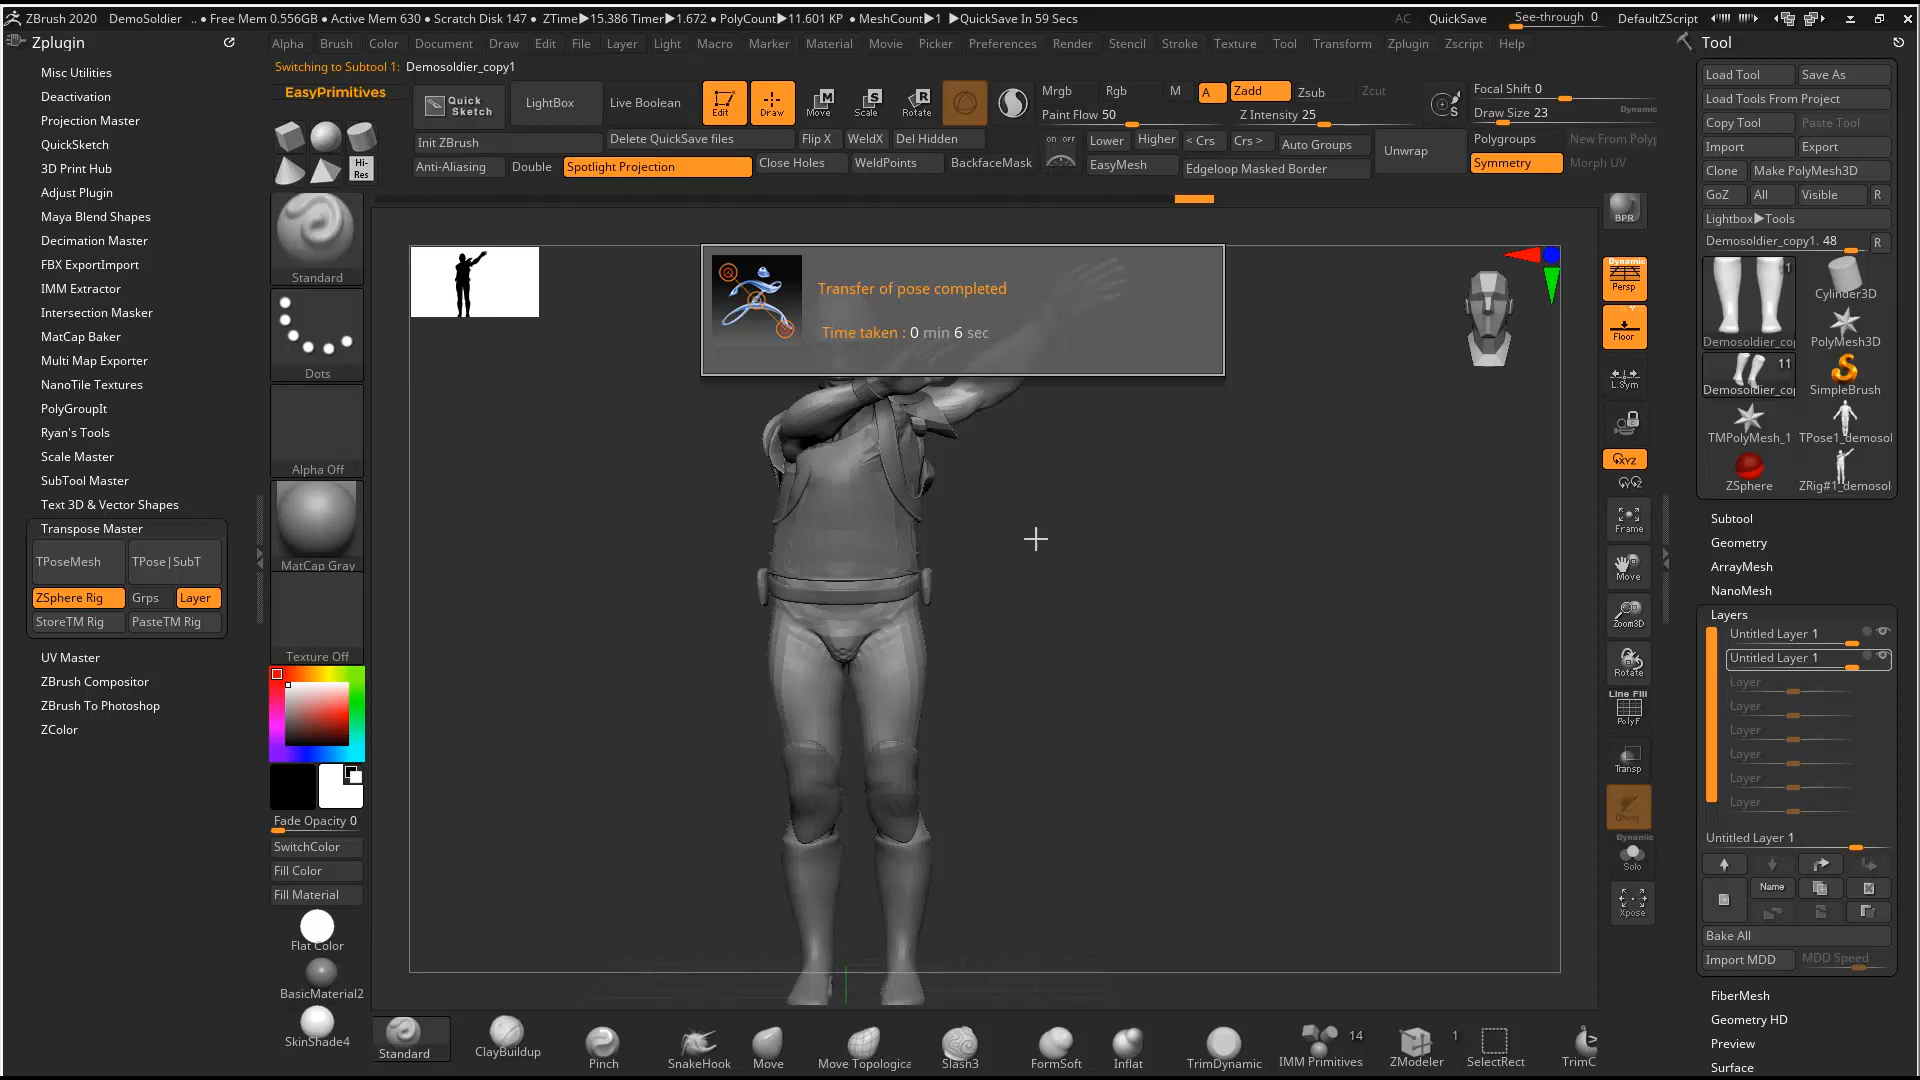 ZBrush 2020 DemoSoldier .. ● Free Mem 0.556GB ● Active Mem 630 ● Scratch Disk 147 ● ZTime▶15.386 Timer▶1.672 ● PolyCount▶11.601 KP ● MeshCount▶1 ▶QuickSave In 59 Secs AC QuickSave See-through 0 DefaultZScript
Zplugin
Alpha Brush Color Document Draw Edit File Layer Light Macro Marker Material Movie Picker Preferences Render Stencil Stroke Texture Tool Transform Zplugin Zscript Help
Tool
Switching to Subtool 1: Demosoldier_copy1
Misc Utilities
Deactivation
Projection Master
QuickSketch
3D Print Hub
Adjust Plugin
Maya Blend Shapes
Decimation Master
FBX ExportImport
IMM Extractor
Intersection Masker
MatCap Baker
Multi Map Exporter
NanoTile Textures
PolyGroupIt
Ryan's Tools
Scale Master
SubTool Master
Text 3D & Vector Shapes
Transpose Master
TPoseMesh TPose|SubT
ZSphere Rig Grps Layer
StoreTM Rig PasteTM Rig
UV Master
ZBrush Compositor
ZBrush To Photoshop
ZColor
EasyPrimitives
Hi-
Res
Quick
Sketch
LightBox
Live Boolean
Edit
Draw
Move
Scale
Rotate
Mrgb Rgb M A Zadd Zsub Zcut
Paint Flow 50 Z Intensity 25
Focal Shift 0
Draw Size 23 Dynamic
Init ZBrush Delete QuickSave files Flip X WeldX Del Hidden
on off
Lower Higher < Crs Crs > Auto Groups Unwrap Polygroups
Anti-Aliasing Double Spotlight Projection Close Holes WeldPoints BackfaceMask EasyMesh Edgeloop Masked Border Symmetry Morph UV
Standard
Dots
Alpha Off
MatCap Gray
Texture Off
Fade Opacity 0
SwitchColor
Fill Color
Fill Material
Flat Color
BasicMaterial2
SkinShade4
Transfer of pose completed
Time taken : 0 min 6 sec
BPR
Dynamic
Persp
Floor
L.Sym
XYZ
Frame
Move
Zoom3D
Rotate
Line Fill
PolyF
Transp
Ghost
Dynamic
Solo
Xpose
Load Tool Save As
Load Tools From Project
Copy Tool Paste Tool
Import Export
Clone Make PolyMesh3D
GoZ All Visible R
Lightbox▶Tools
Demosoldier_copy1. 48 R
11
Cylinder3D
PolyMesh3D
11
SimpleBrush
TMPolyMesh_1 TPose1_demosol
ZSphere ZRig#1_demosol
Subtool
Geometry
ArrayMesh
NanoMesh
Layers
Untitled Layer 1
Untitled Layer 1
Layer
Layer
Layer
Layer
Layer
Layer
Untitled Layer 1
Name
Bake All
Import MDD MDD Speed
FiberMesh
Geometry HD
Preview
Surface
Standard ClayBuildup Pinch SnakeHook Move Move Topologica Slash3 FormSoft Inflat TrimDynamic IMM Primitives 14 ZModeler 1 SelectRect TrimC